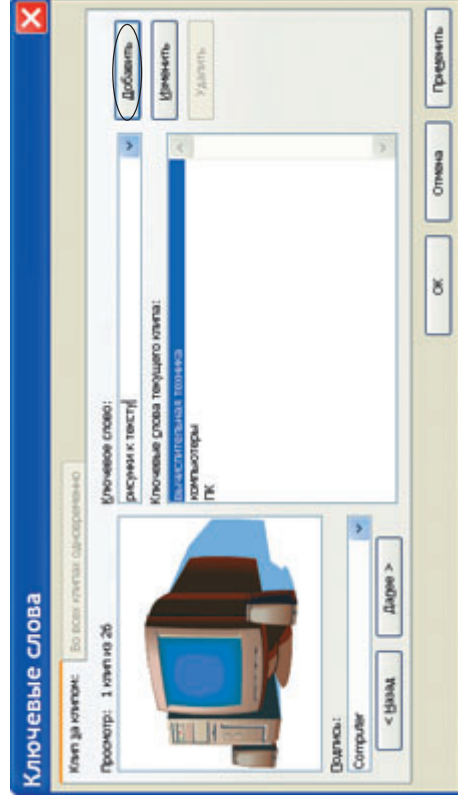 Ключевые слова
Клип за клипом:
Во всех клипах одновременно
Просмотр: 1 клип из 26
Подпись:
Computer
< Назад
Далее >
Ключевое слово:
рисунки к тексту
Ключевые слова текущего клипа:
вычислительная техника
компьютеры
ПК
Добавить
Изменить
Удалить
ОК
Отмена
Применить